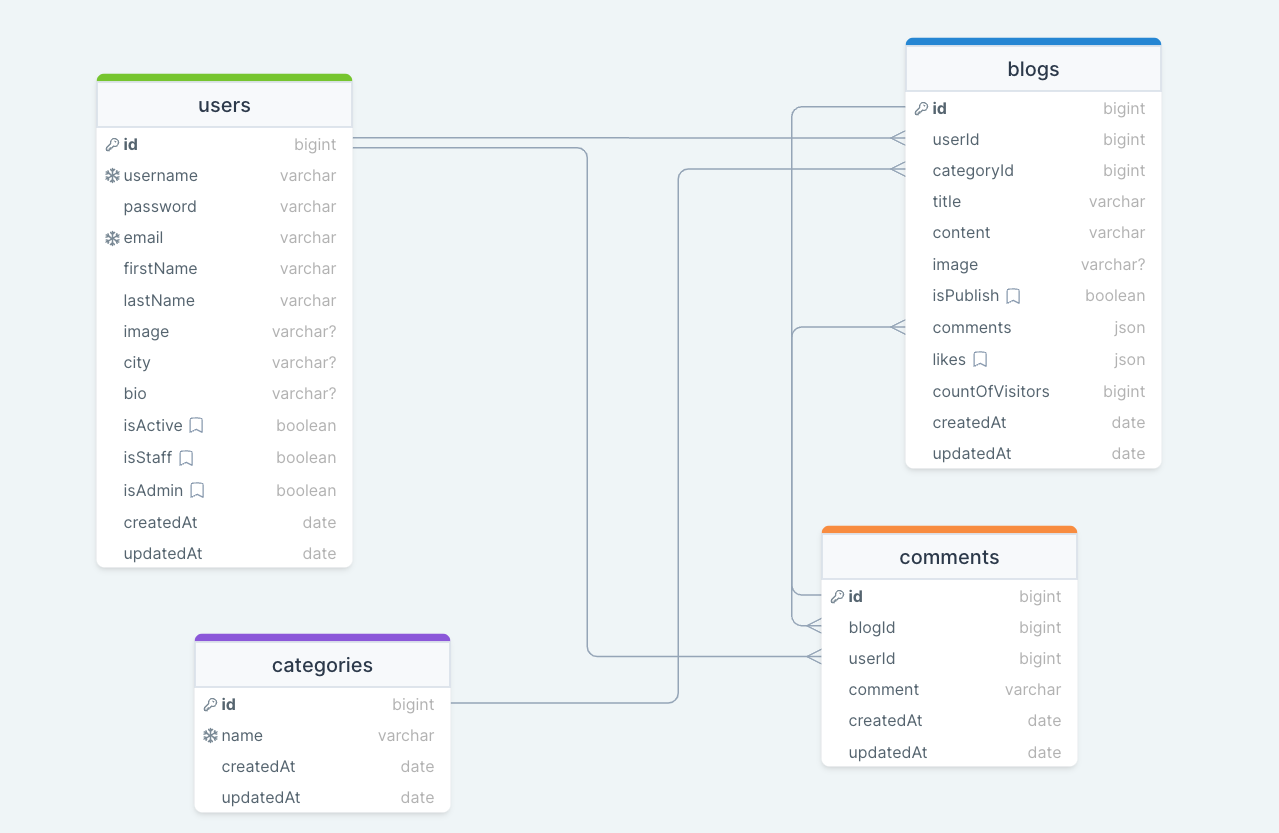 users
id bigint
username varchar
password varchar
email varchar
firstName varchar
lastName varchar
image varchar?
city varchar?
bio varchar?
isActive boolean
isStaff boolean
isAdmin boolean
createdAt date
updatedAt date
blogs
id bigint
userId bigint
categoryId bigint
title varchar
content varchar
image varchar?
isPublish boolean
comments json
likes json
countOfVisitors bigint
createdAt date
updatedAt date
categories
id bigint
name varchar
createdAt date
updatedAt date
comments
id bigint
blogId bigint
userId bigint
comment varchar
createdAt date
updatedAt date